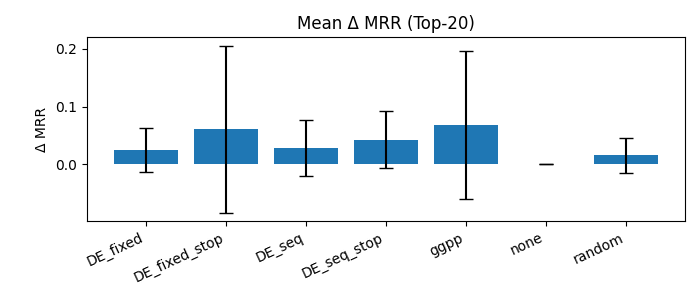 Mean Δ MRR (Top-20)
Δ MRR
0.2
0.1
0.0
DE_fixed
DE_fixed_stop
DE_seq
DE_seq_stop
ggpp
none
random